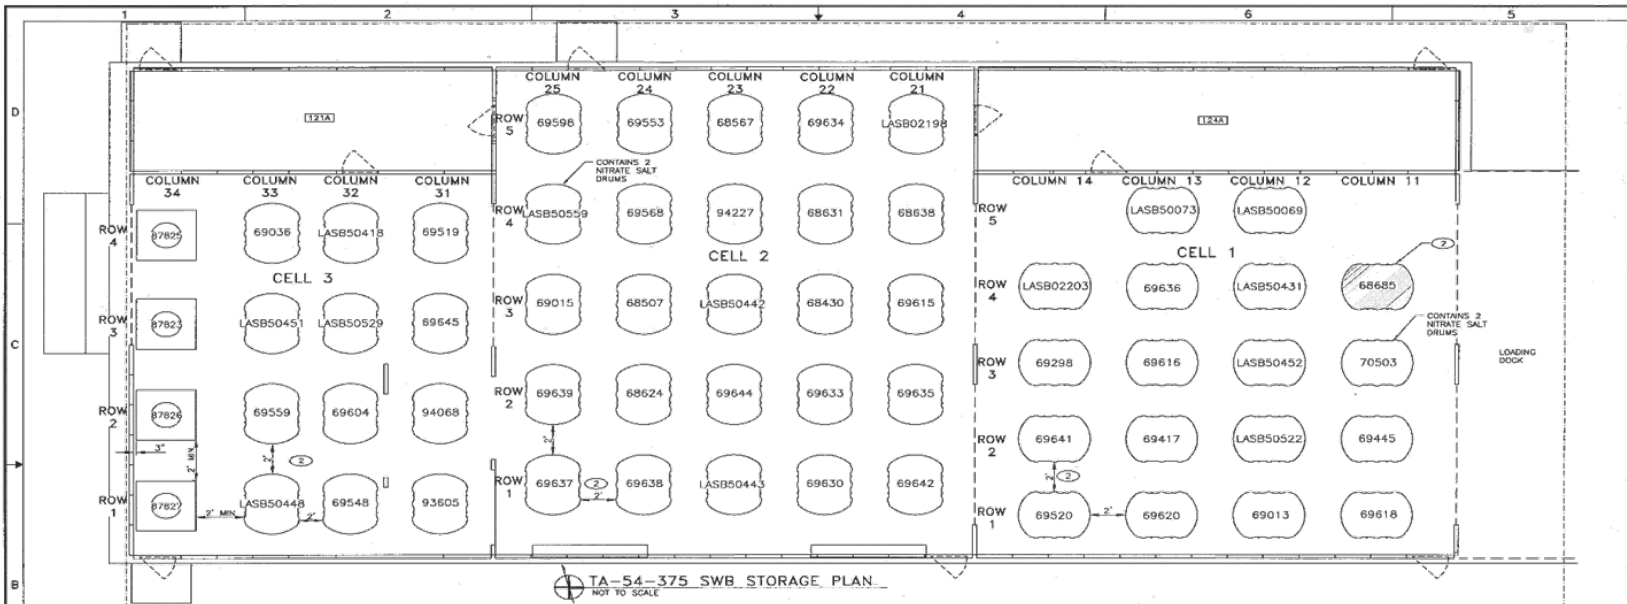 1 2 3 4 6 5
D
C
B
121A
124A
COLUMN 25 COLUMN 24 COLUMN 23 COLUMN 22 COLUMN 21
ROW 5 69598 69553 68567 69634 LASB02198
CONTAINS 2
NITRATE SALT
DRUMS
ROW 4 LASB50559 69568 94227 68631 68638
CELL 2
ROW 3 69015 68507 LASB50442 68430 69615
ROW 2 69639 68624 69644 69633 69635
2'
ROW 1 69637 69638 LASB50443 69630 69642
2
2'
COLUMN 34 COLUMN 33 COLUMN 32 COLUMN 31
ROW 4 87825 69036 LASB50418 69519
CELL 3
ROW 3 87823 LASB50451 LASB50529 69645
ROW 2 87826 69559 69604 94068
3"
2' MIN
2'
2
ROW 1 87827 LASB50448 69548 93605
2' MIN
2'
COLUMN 14 COLUMN 13 COLUMN 12 COLUMN 11
ROW 5 LASB50073 LASB50069
CELL 1
2
ROW 4 LASB02203 69636 LASB50431 68685
CONTAINS 2
NITRATE SALT
DRUMS
ROW 3 69298 69616 LASB50452 70503
LOADING
DOCK
ROW 2 69641 69417 LASB50522 69445
2'
2
ROW 1 69520 69620 69013 69618
2'
TA-54-375 SWB STORAGE PLAN
NOT TO SCALE